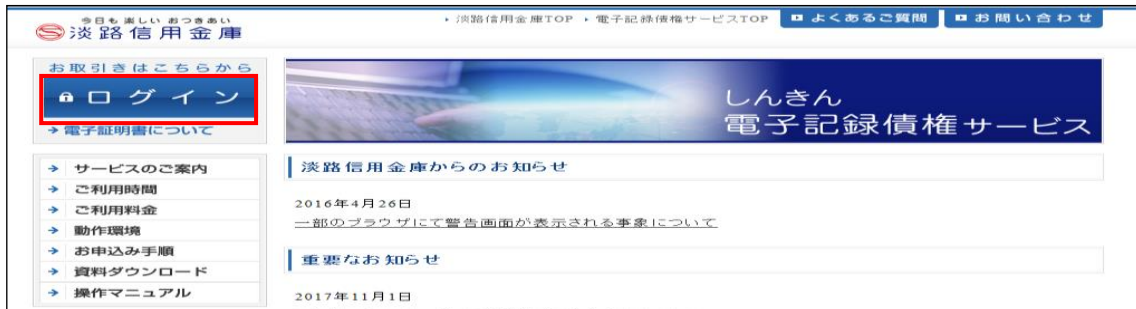 今日も楽しい おつきあい
淡路信用金庫
淡路信用金庫TOP 電子記録債権サービスTOP よくあるご質問 お問い合わせ
お取引きはこちらから
ログイン
電子証明書について
しんきん
電子記録債権サービス
サービスのご案内
ご利用時間
ご利用料金
動作環境
お申込み手順
資料ダウンロード
操作マニュアル
淡路信用金庫からのお知らせ
2016年4月26日
一部のブラウザにて警告画面が表示される事象について
重要なお知らせ
2017年11月1日